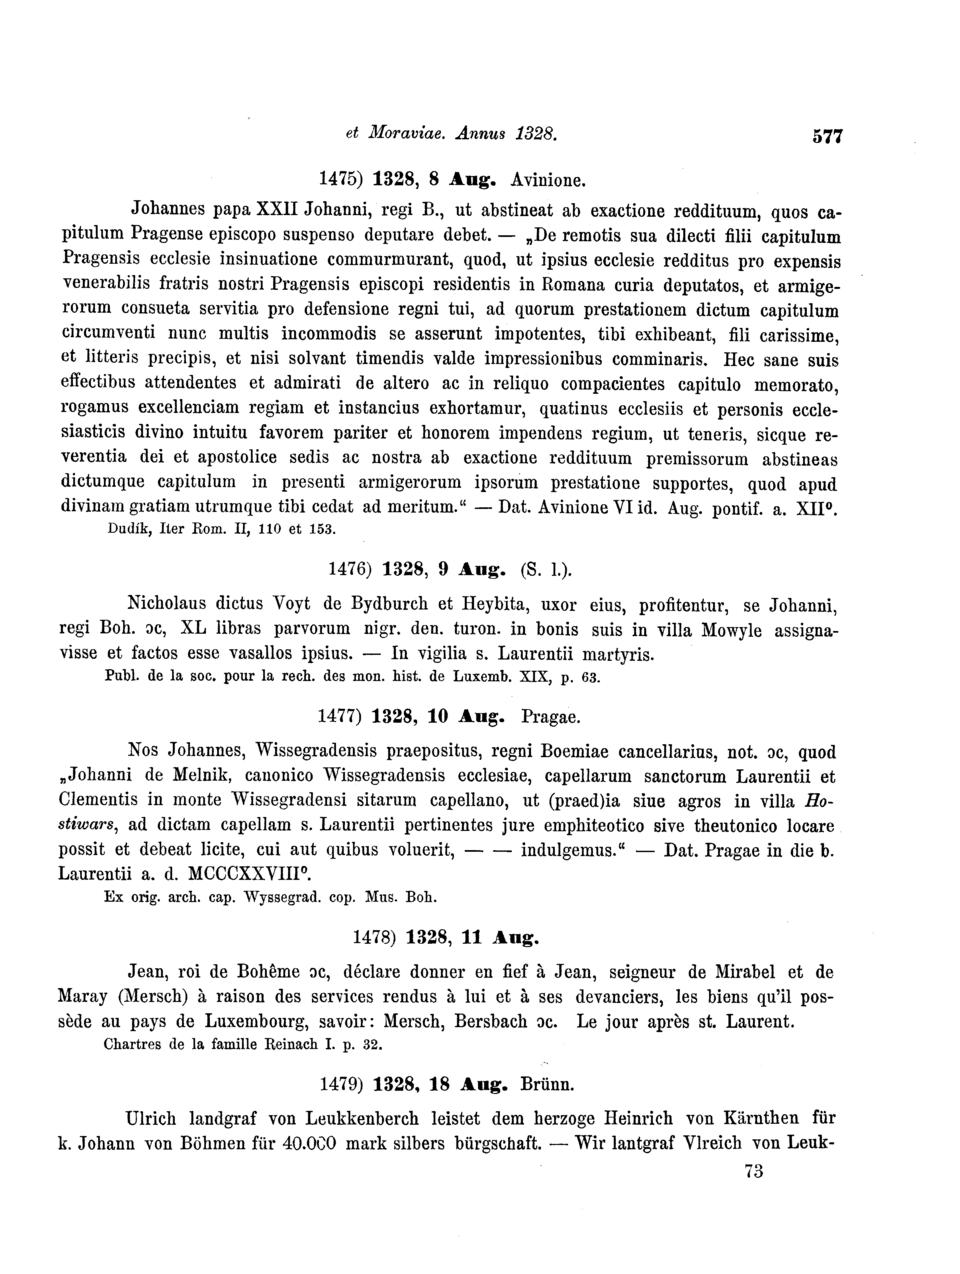 et Moraviae. Annus 1328. 577
1475) 1328, 8 Aug. Avinione.
Johannes papa XXII Johanni, regi B., ut abstineat ab exactione reddituum, quos ca-
pitulum Pragense episcopo suspenso deputare debet. — „De remotis sua dilecti filii capitulum
Pragensis ecclesie insinuatione commurmurant, quod, ut ipsius ecclesie redditus pro expensis
venerabilis fratris nostri Pragensis episcopi residentis in Romana curia deputatos, et armige-
rorum consueta servitia pro defensione regni tui, ad quorum prestationem dictum capitulum
circumventi nunc multis incommodis se asserunt impotentes, tibi exhibeant, fili carissime,
et litteris precipis, et nisi solvant timendis valde impressionibus comminaris. Hec sane suis
effectibus attendentes et admirati de altero ac in reliquo compacientes capitulo memorato,
rogamus excellenciam regiam et instancius exhortamur, quatinus ecclesiis et personis eccle-
siasticis divino intuitu favorem pariter et honorem impendens regium, ut teneris, sicque re-
verentia dei et apostolice sedis ac nostra ab exactione reddituum premissorum abstineas
dictumque capitulum in presenti armigerorum ipsorum prestatione supportes, quod apud
divinam gratiam utrumque tibi cedat ad meritum.“ — Dat. Avinione VI id. Aug. pontif. a. XIIº.
Dudík, Iter Rom. II, 110 et 153.
1476) 1328, 9 Aug. (S. l.).
Nicholaus dictus Voyt de Bydburch et Heybita, uxor eius, profitentur, se Johanni,
regi Boh. ɔc, XL libras parvorum nigr. den. turon. in bonis suis in villa Mowyle assigna-
visse et factos esse vasallos ipsius. — In vigilia s. Laurentii martyris.
Publ. de la soc. pour la rech. des mon. hist. de Luxemb. XIX, p. 63.
1477) 1328, 10 Aug. Pragae.
Nos Johannes, Wissegradensis praepositus, regni Boemiae cancellarius, not. ɔc, quod
„Johanni de Melnik, canonico Wissegradensis ecclesiae, capellarum sanctorum Laurentii et
Clementis in monte Wissegradensi sitarum capellano, ut (praed)ia siue agros in villa Ho-
stiwars, ad dictam capellam s. Laurentii pertinentes jure emphiteotico sive theutonico locare
possit et debeat licite, cui aut quibus voluerit, — — indulgemus.“ — Dat. Pragae in die b.
Laurentii a. d. MCCCXXVIIIº.
Ex orig. arch. cap. Wyssegrad. cop. Mus. Boh.
1478) 1328, 11 Aug.
Jean, roi de Bohême ɔc, déclare donner en fief à Jean, seigneur de Mirabel et de
Maray (Mersch) à raison des services rendus à lui et à ses devanciers, les biens qu'il pos-
sède au pays de Luxembourg, savoir: Mersch, Bersbach ɔc. Le jour après st. Laurent.
Chartres de la famille Reinach I. p. 32.
1479) 1328, 18 Aug. Brünn.
Ulrich landgraf von Leukkenberch leistet dem herzoge Heinrich von Kärnthen für
k. Johann von Böhmen für 40.000 mark silbers bürgschaft. — Wir lantgraf Vlreich von Leuk-
73